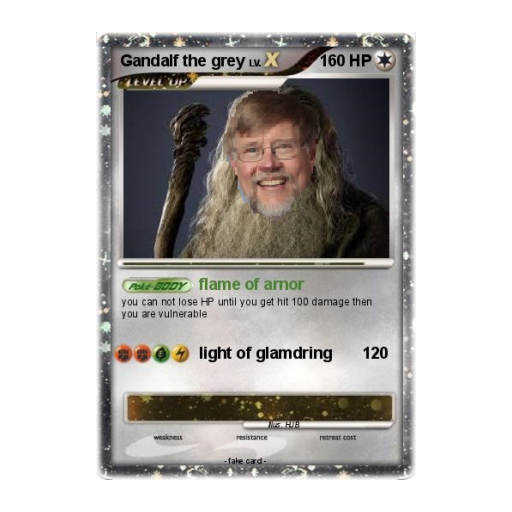 Gandalf the grey LV. X 160 HP
LEVEL UP
Poké-BODY flame of arnor
you can not lose HP until you get hit 100 damage then
you are vulnerable
light of glamdring 120
Illus. HJB
weakness resistance retreat cost
- fake card -